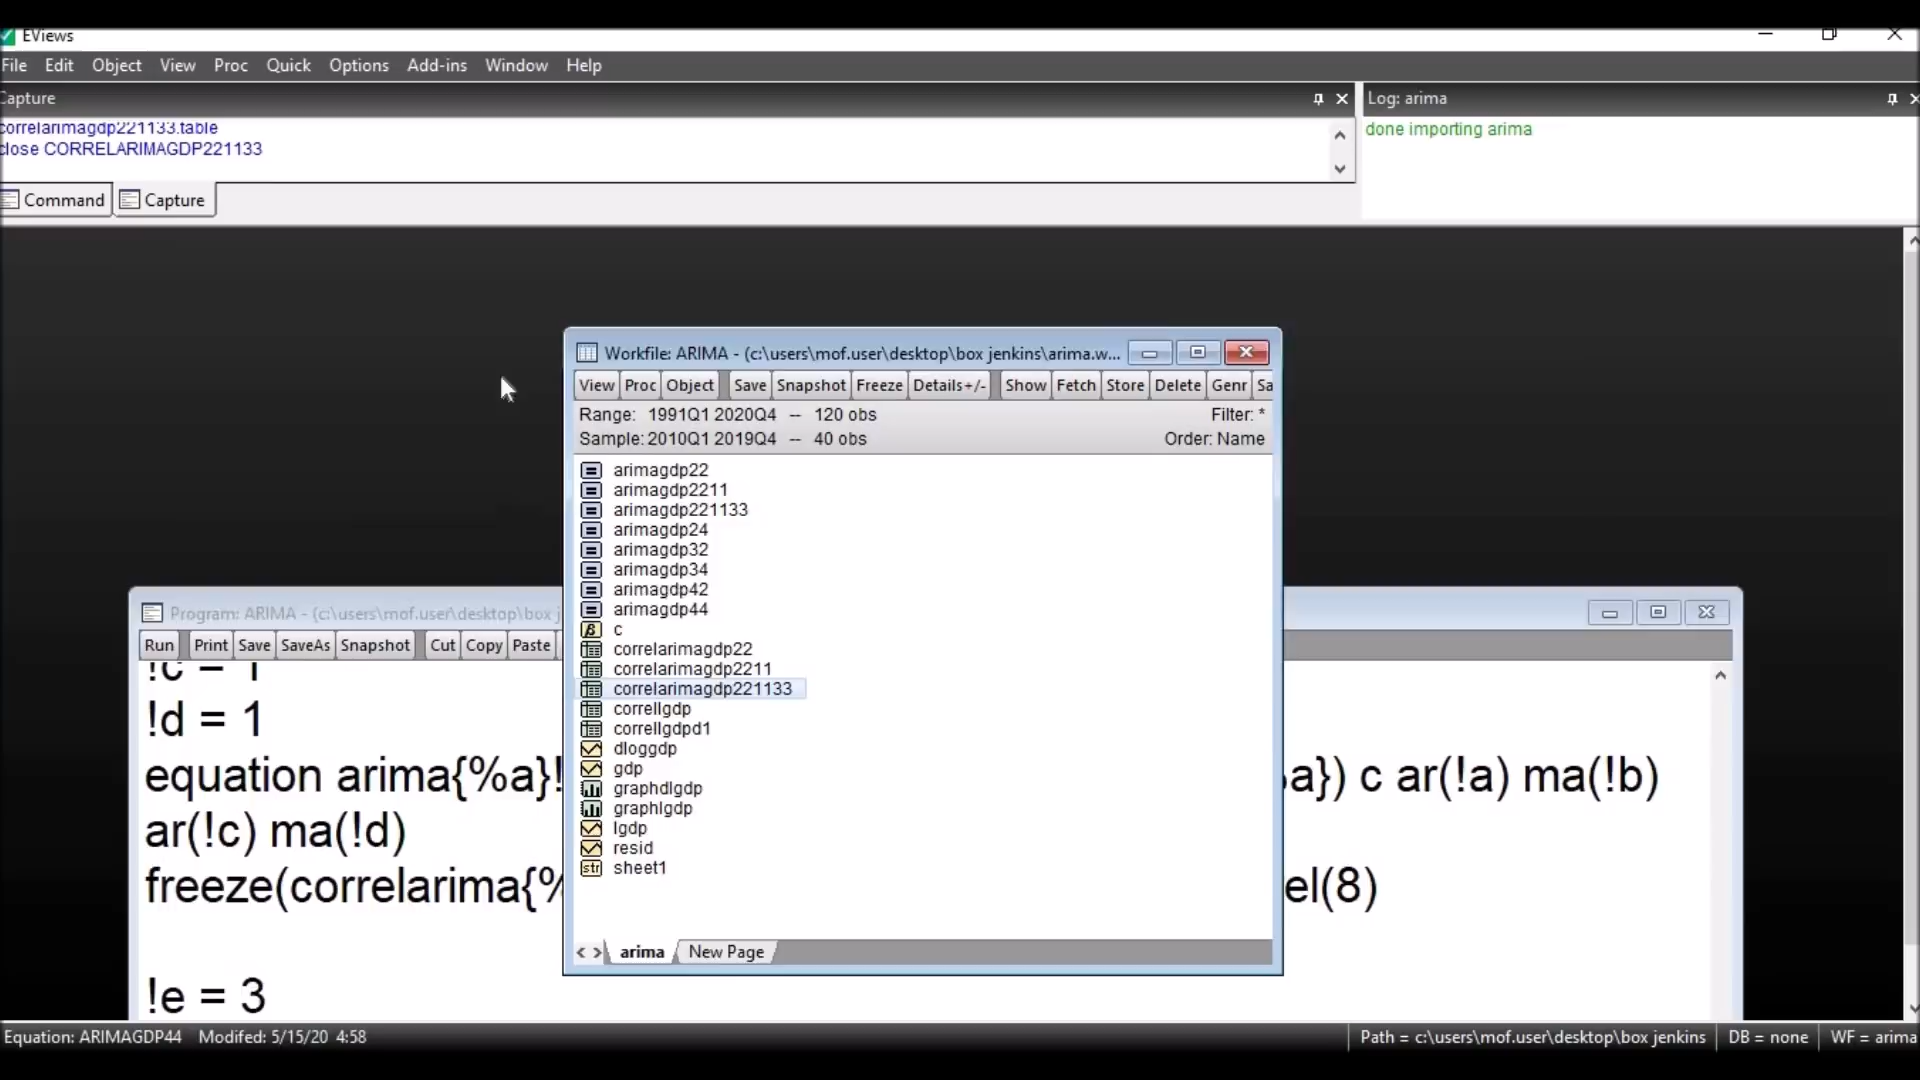 EViews
File Edit Object View Proc Quick Options Add-ins Window Help
Capture
Log: arima
correlarimagdp221133.table
close CORRELARIMAGDP221133
done importing arima
Command Capture
Workfile: ARIMA - (c:\users\mof.user\desktop\box jenkins\arima.w...
View Proc Object Save Snapshot Freeze Details+/- Show Fetch Store Delete Genr Sa
Range: 1991Q1 2020Q4 -- 120 obs Filter: *
Sample: 2010Q1 2019Q4 -- 40 obs Order: Name
arimagdp22
arimagdp2211
arimagdp221133
arimagdp24
arimagdp32
arimagdp34
arimagdp42
arimagdp44
β c
correlarimagdp22
correlarimagdp2211
correlarimagdp221133
correllgdp
correllgdpd1
dloggdp
gdp
graphdlgdp
graphlgdp
lgdp
resid
str sheet1
arima New Page
Program: ARIMA - (c:\users\mof.user\desktop\box j
Run Print Save SaveAs Snapshot Cut Copy Paste
!c = 1
!d = 1
equation arima{%a}! a}) c ar(!a) ma(!b)
ar(!c) ma(!d)
freeze(correlarima{% el(8)
!e = 3
Equation: ARIMAGDP44 Modifed: 5/15/20 4:58 Path = c:\users\mof.user\desktop\box jenkins DB = none WF = arima